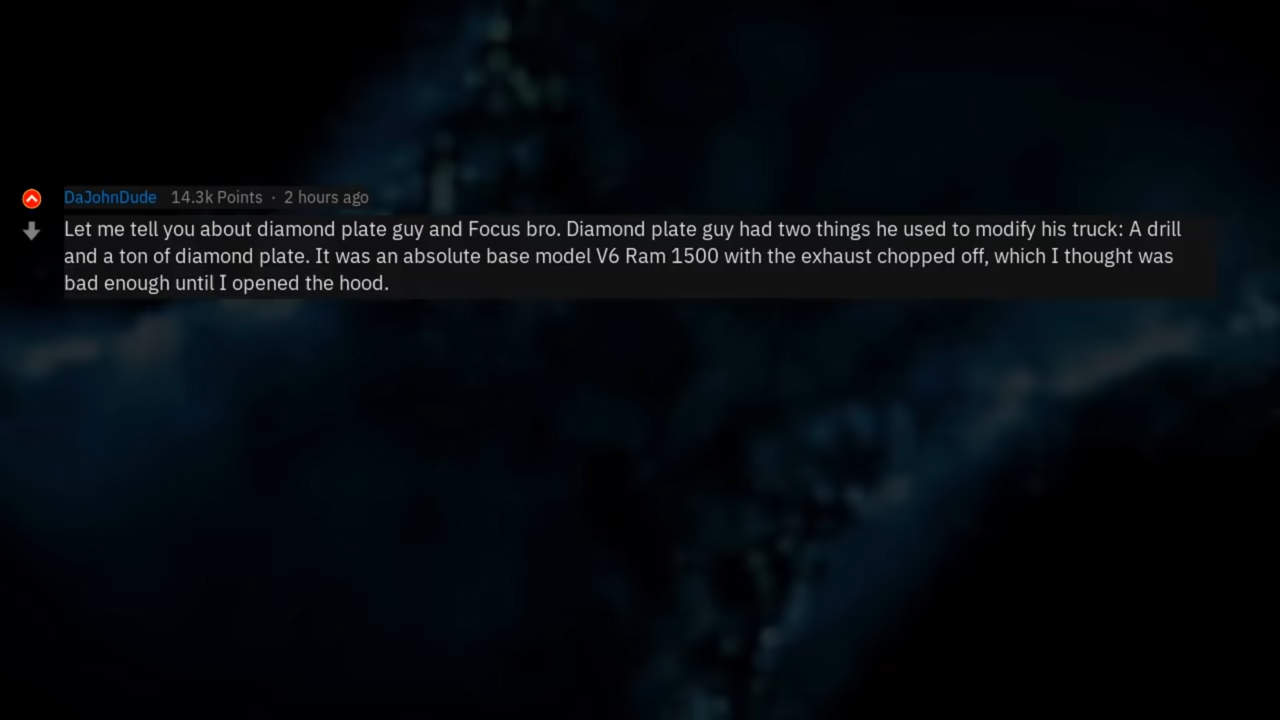 DaJohnDude 14.3k Points · 2 hours ago
Let me tell you about diamond plate guy and Focus bro. Diamond plate guy had two things he used to modify his truck: A drill
and a ton of diamond plate. It was an absolute base model V6 Ram 1500 with the exhaust chopped off, which I thought was
bad enough until I opened the hood.